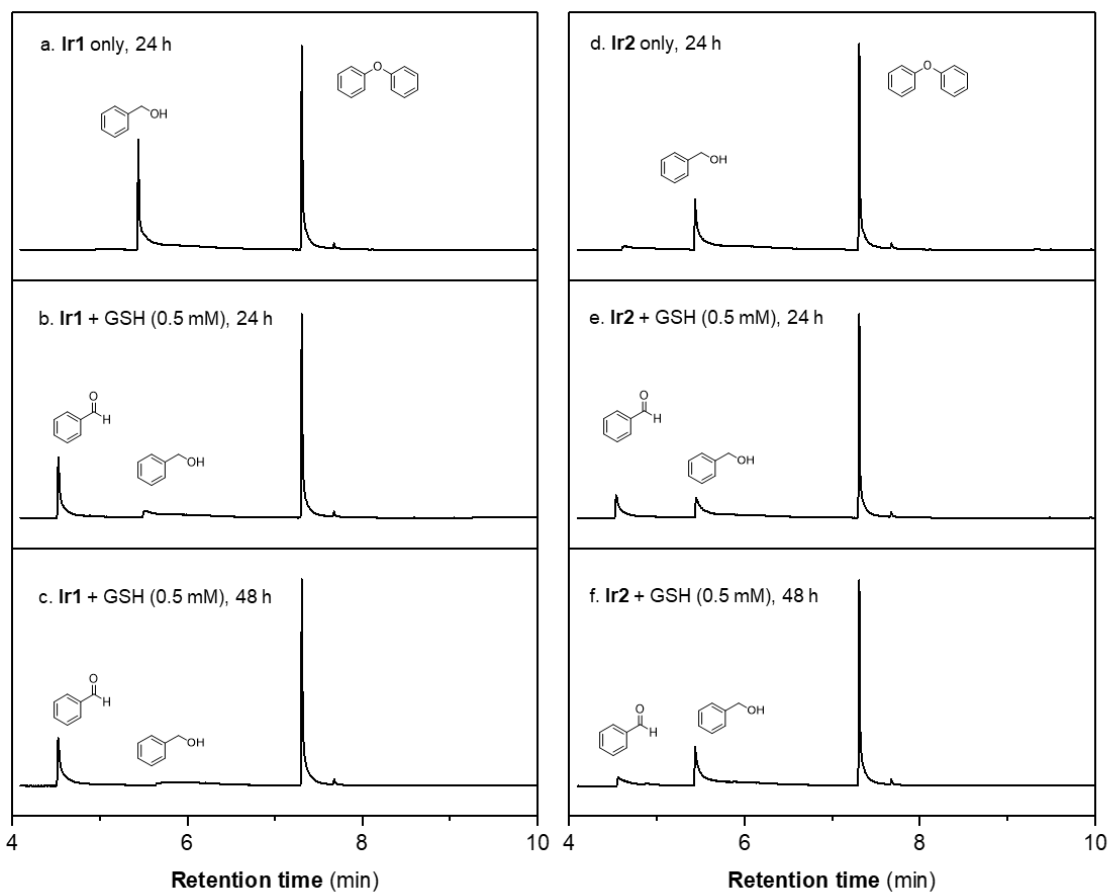 a. Ir1 only, 24 h
O
OH
b. Ir1 + GSH (0.5 mM), 24 h
O
H
OH
c. Ir1 + GSH (0.5 mM), 48 h
O
H
OH
4 6 8 10
Retention time (min)
d. Ir2 only, 24 h
O
OH
e. Ir2 + GSH (0.5 mM), 24 h
O
H
OH
f. Ir2 + GSH (0.5 mM), 48 h
O
H
OH
4 6 8 10
Retention time (min)